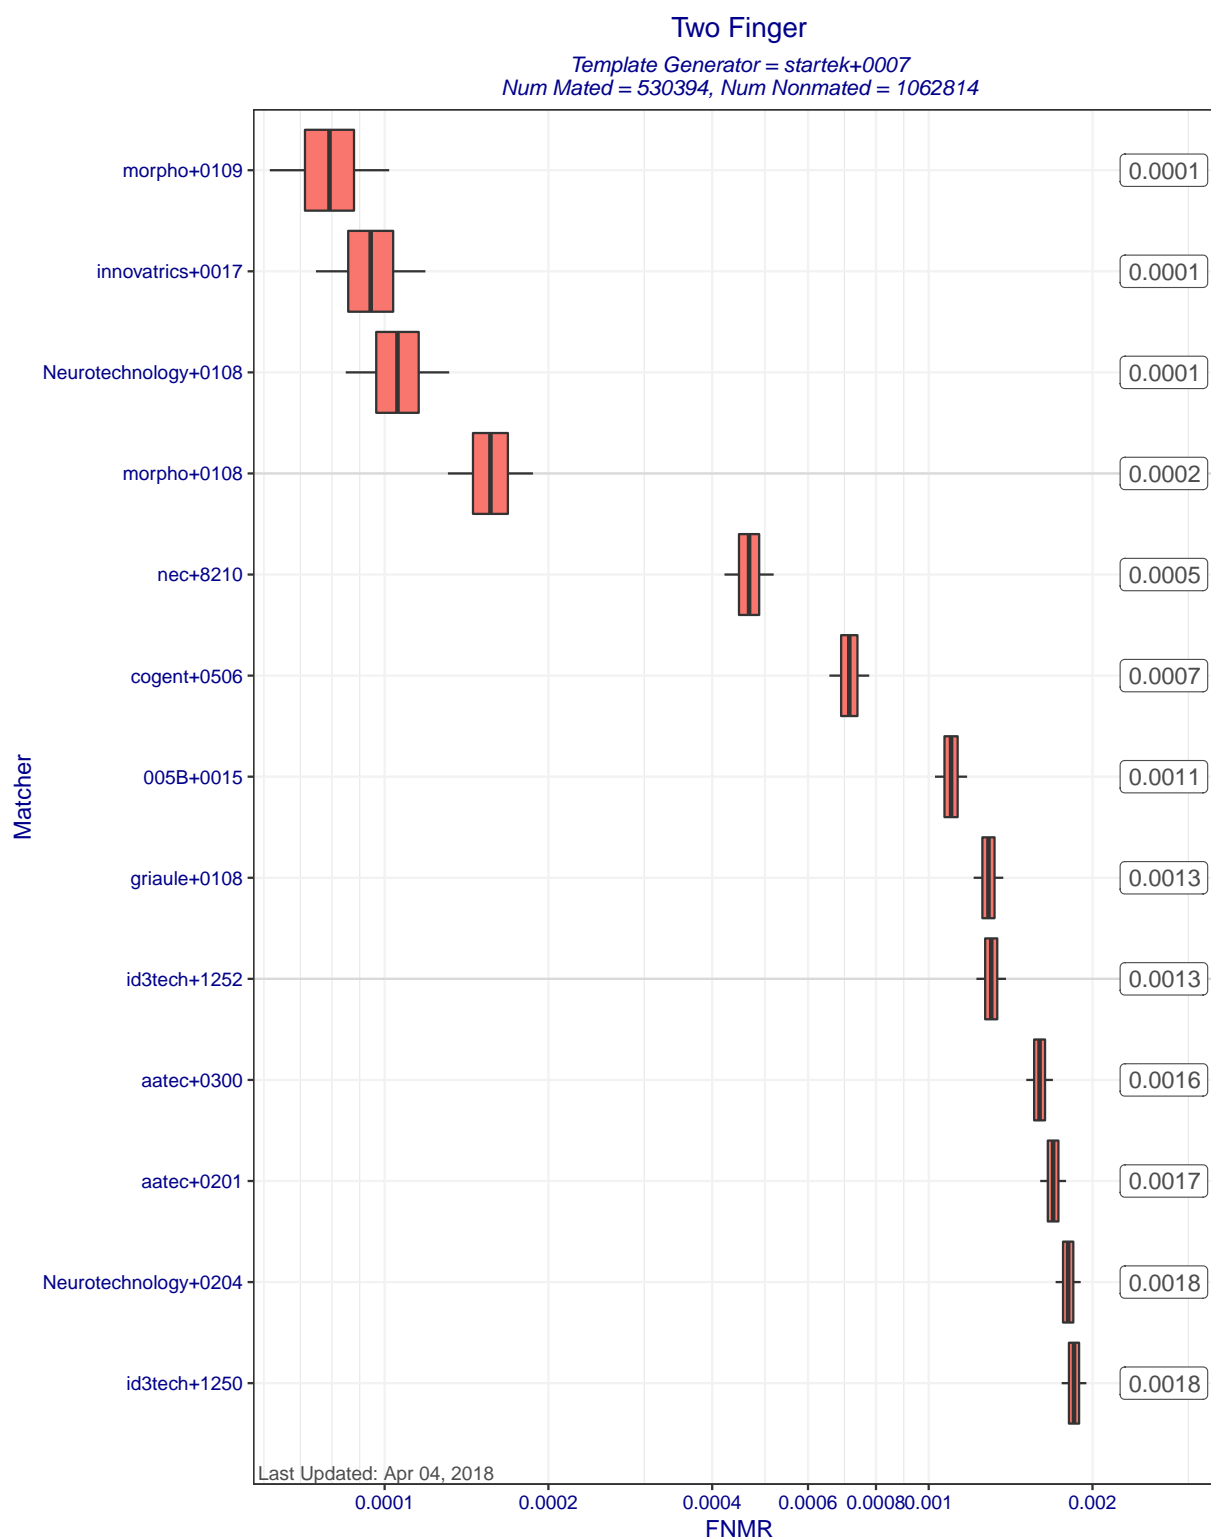 Two Finger
Template Generator = startek+0007
Num Mated = 530394, Num Nonmated = 1062814
morpho+0109 0.0001
innovatrics+0017 0.0001
Neurotechnology+0108 0.0001
morpho+0108 0.0002
nec+8210 0.0005
cogent+0506 0.0007
005B+0015 0.0011
griaule+0108 0.0013
id3tech+1252 0.0013
aatec+0300 0.0016
aatec+0201 0.0017
Neurotechnology+0204 0.0018
id3tech+1250 0.0018
Matcher
Last Updated: Apr 04, 2018
0.0001 0.0002 0.0004 0.0006 0.0008 0.001 0.002
FNMR